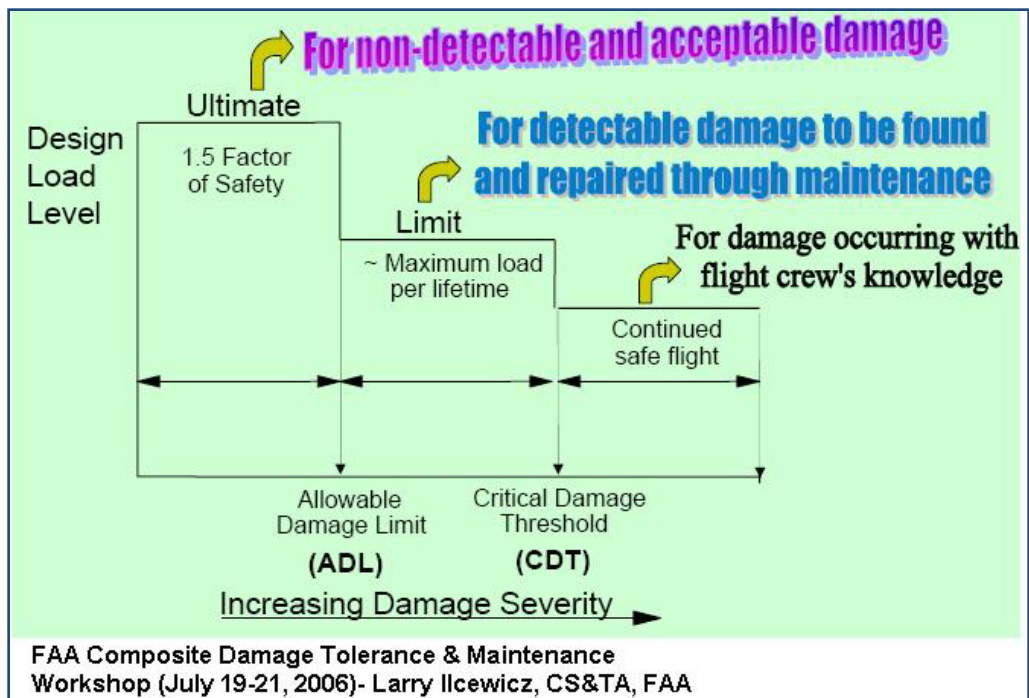 For non-detectable and acceptable damage
Ultimate
Design
Load
Level
1.5 Factor
of Safety
For detectable damage to be found
and repaired through maintenance
Limit
~ Maximum load
per lifetime
For damage occurring with
flight crew's knowledge
Continued
safe flight
Allowable
Damage Limit
(ADL)
Critical Damage
Threshold
(CDT)
Increasing Damage Severity
FAA Composite Damage Tolerance & Maintenance
Workshop (July 19-21, 2006)- Larry Ilcewicz, CS&TA, FAA